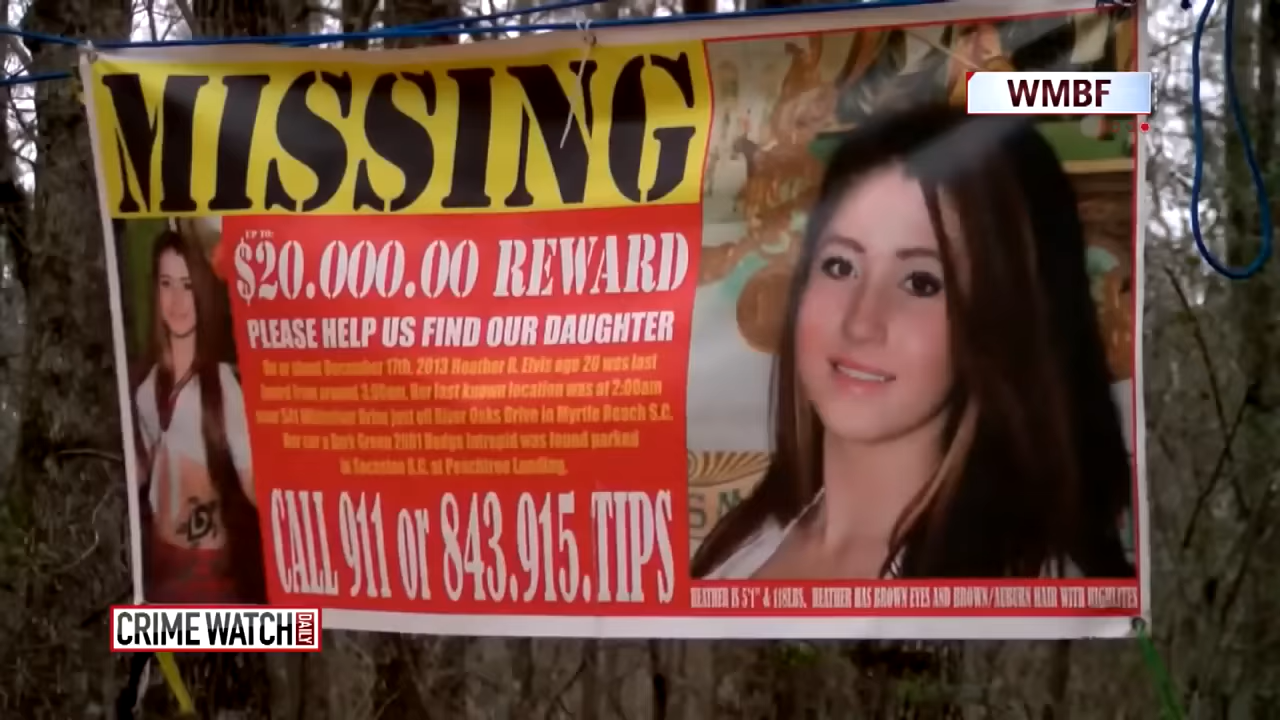 WMBF
MISSING
UP TO:
$20.000.00 REWARD
PLEASE HELP US FIND OUR DAUGHTER
On or about December 17th, 2013 Heather R. Elvis age 20 was last
heard from around 3:00am. Her last known location was at 2:00am
Drive just off River Oaks Drive in Myrtle Beach S.C.
Her car a Dark Green 2001 Dodge Intrepid was found parked
in Socastee S.C. at Peachtree Landing.
CALL 911 or 843.915.TIPS
HEATHER IS 5'1" & 118LBS. HEATHER HAS BROWN EYES AND BROWN/AUBURN HAIR WITH HIGHLITES
CRIME WATCH DAILY